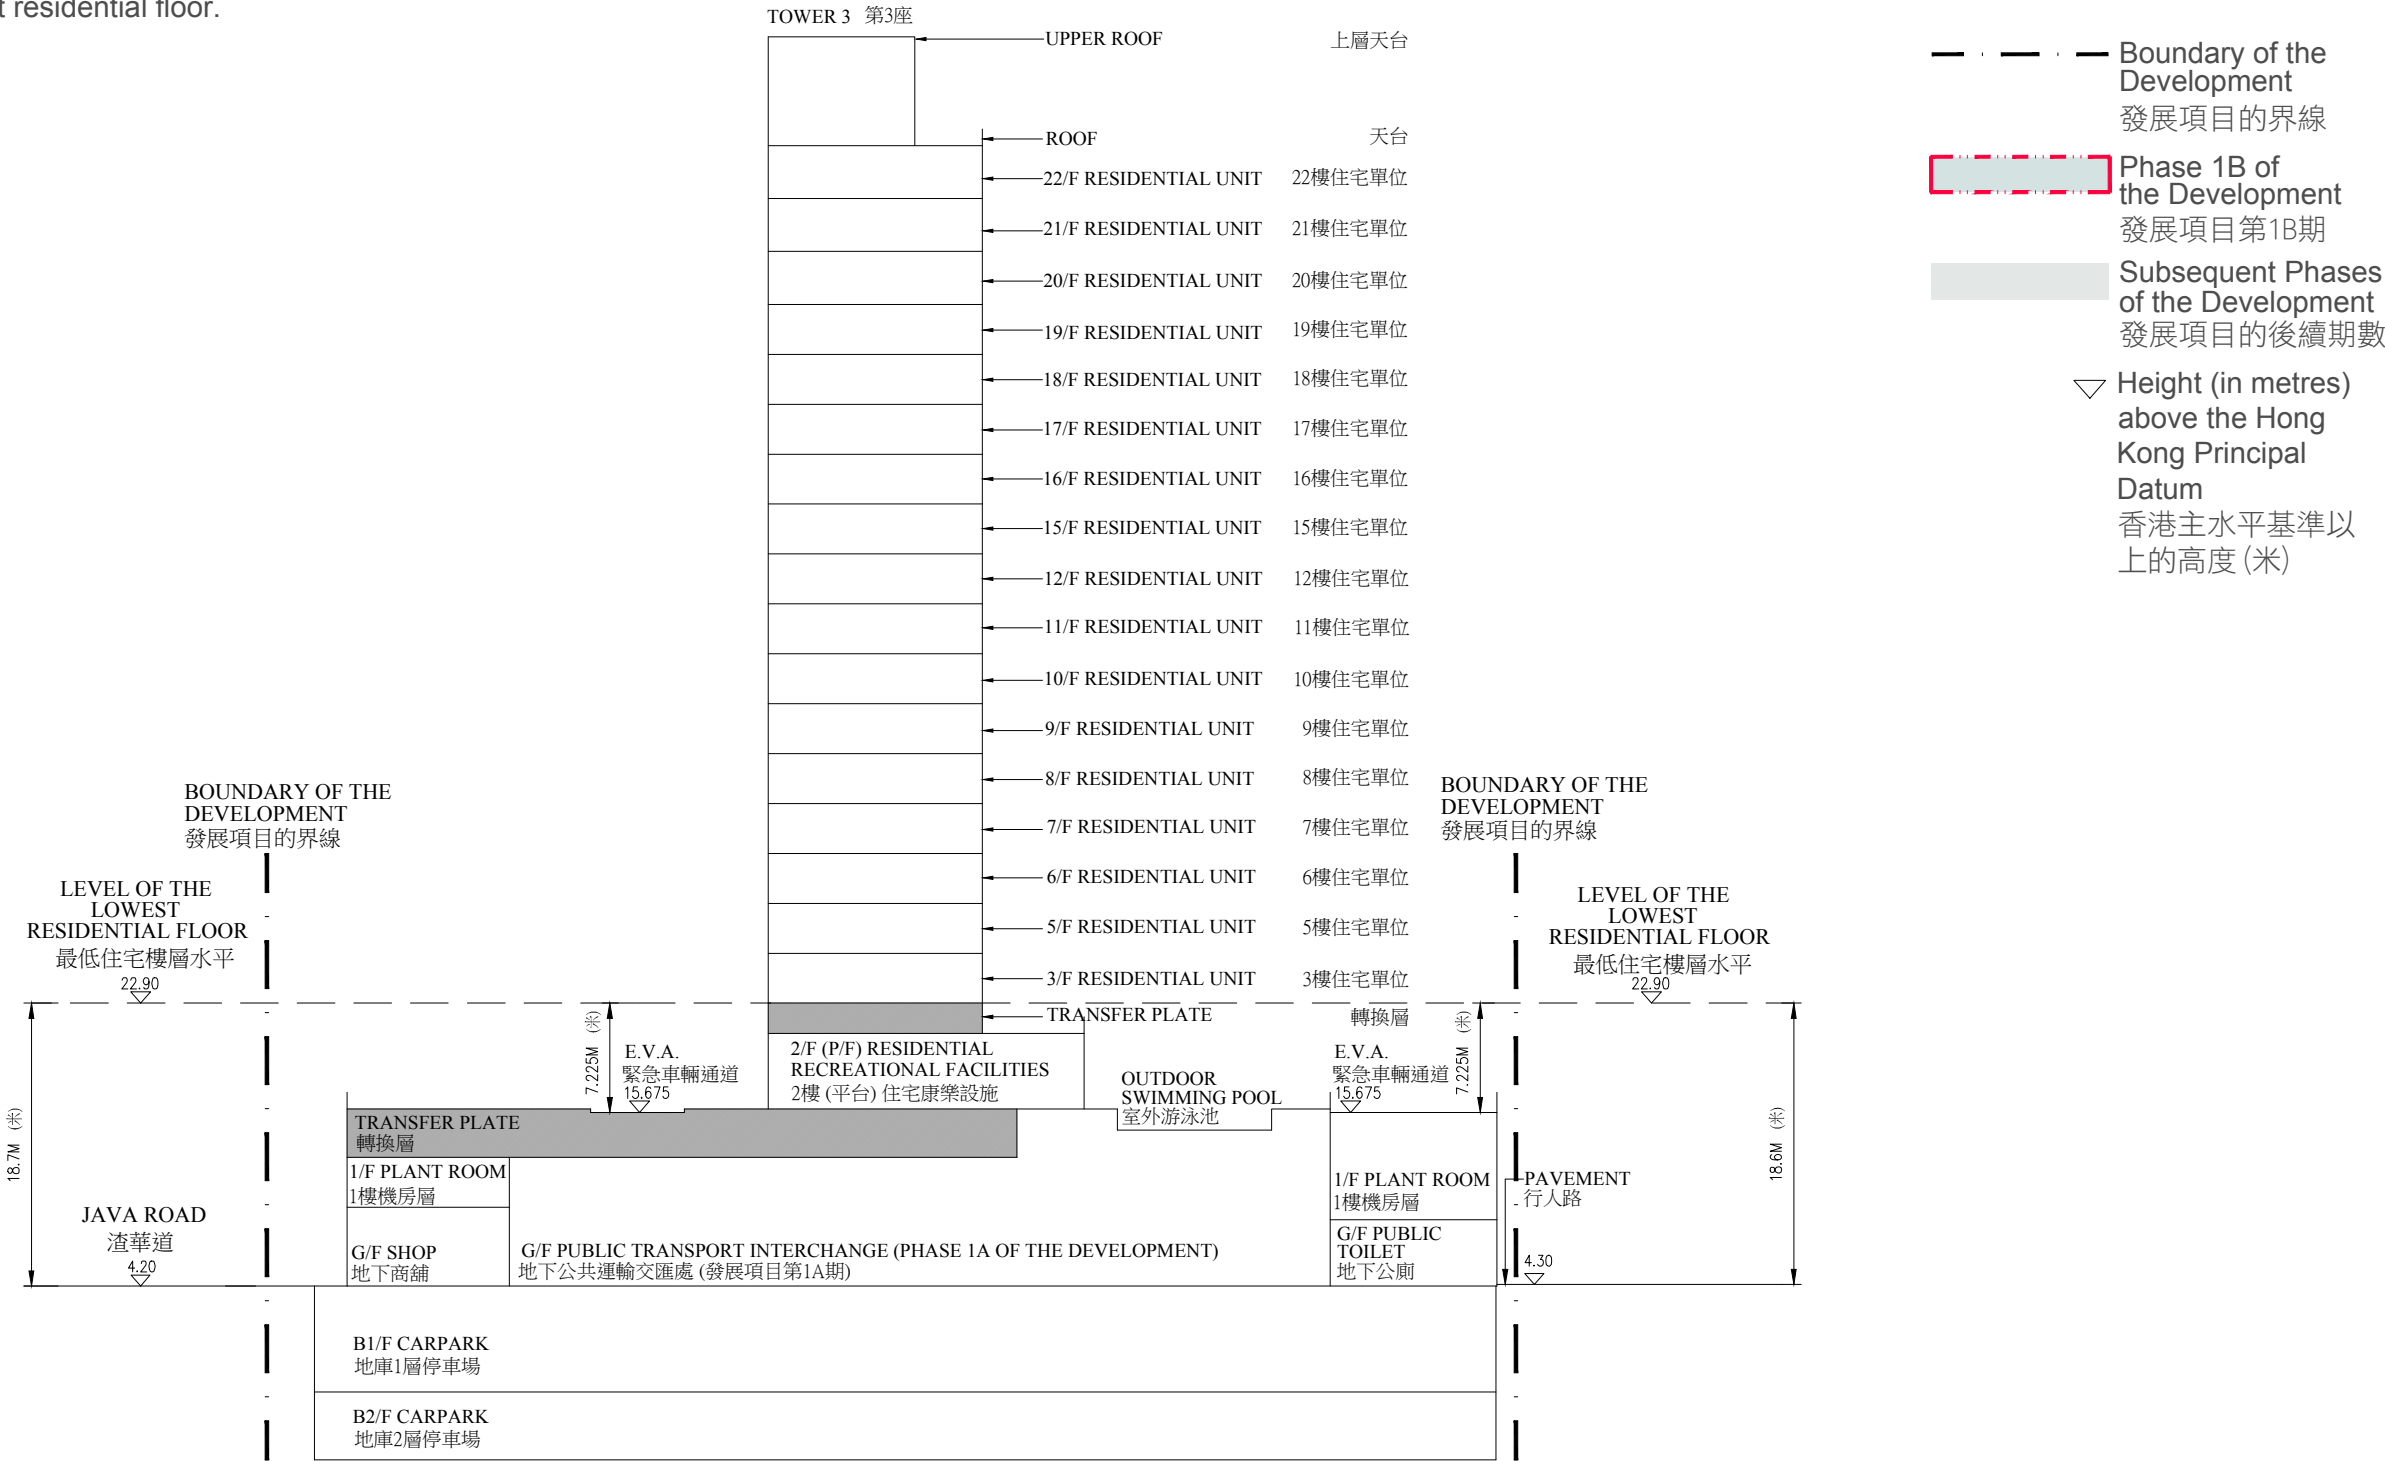 t residential floor.
TOWER 3 第3座
UPPER ROOF 上層天台
ROOF 天台
22/F RESIDENTIAL UNIT 22樓住宅單位
21/F RESIDENTIAL UNIT 21樓住宅單位
20/F RESIDENTIAL UNIT 20樓住宅單位
19/F RESIDENTIAL UNIT 19樓住宅單位
18/F RESIDENTIAL UNIT 18樓住宅單位
17/F RESIDENTIAL UNIT 17樓住宅單位
16/F RESIDENTIAL UNIT 16樓住宅單位
15/F RESIDENTIAL UNIT 15樓住宅單位
12/F RESIDENTIAL UNIT 12樓住宅單位
11/F RESIDENTIAL UNIT 11樓住宅單位
10/F RESIDENTIAL UNIT 10樓住宅單位
9/F RESIDENTIAL UNIT 9樓住宅單位
8/F RESIDENTIAL UNIT 8樓住宅單位
7/F RESIDENTIAL UNIT 7樓住宅單位
6/F RESIDENTIAL UNIT 6樓住宅單位
5/F RESIDENTIAL UNIT 5樓住宅單位
3/F RESIDENTIAL UNIT 3樓住宅單位
TRANSFER PLATE 轉換層
BOUNDARY OF THE
DEVELOPMENT
發展項目的界線
LEVEL OF THE
LOWEST
RESIDENTIAL FLOOR
最低住宅樓層水平
22.90
18.7M (米)
JAVA ROAD
渣華道
4.20
7.225M (米)
E.V.A.
緊急車輛通道
15.675
2/F (P/F) RESIDENTIAL
RECREATIONAL FACILITIES
2樓 (平台) 住宅康樂設施
OUTDOOR
SWIMMING POOL
室外游泳池
E.V.A.
緊急車輛通道
15.675
7.225M (米)
TRANSFER PLATE
轉換層
1/F PLANT ROOM
1樓機房層
G/F SHOP
地下商舖
G/F PUBLIC TRANSPORT INTERCHANGE (PHASE 1A OF THE DEVELOPMENT)
地下公共運輸交匯處 (發展項目第1A期)
1/F PLANT ROOM
1樓機房層
G/F PUBLIC
TOILET
地下公廁
B1/F CARPARK
地庫1層停車場
B2/F CARPARK
地庫2層停車場
BOUNDARY OF THE
DEVELOPMENT
發展項目的界線
LEVEL OF THE
LOWEST
RESIDENTIAL FLOOR
最低住宅樓層水平
22.90
18.6M (米)
PAVEMENT
行人路
4.30
Boundary of the
Development
發展項目的界線
Phase 1B of
the Development
發展項目第1B期
Subsequent Phases
of the Development
發展項目的後續期數
Height (in metres)
above the Hong
Kong Principal
Datum
香港主水平基準以
上的高度 (米)